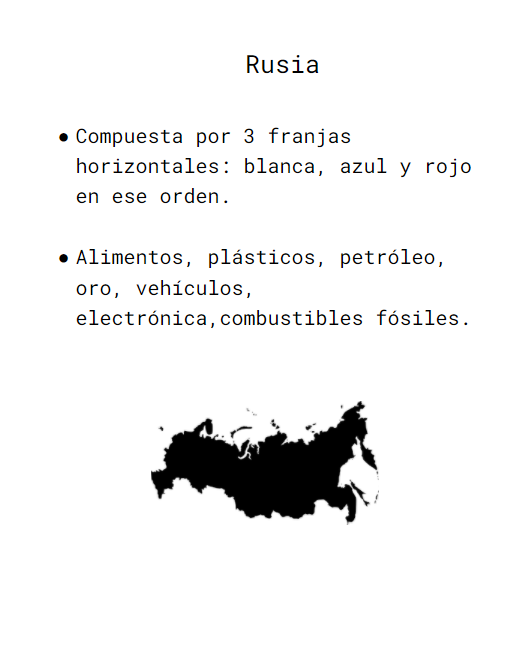 Rusia
● Compuesta por 3 franjas
horizontales: blanca, azul y rojo
en ese orden.
● Alimentos, plásticos, petróleo,
oro, vehículos,
electrónica,combustibles fósiles.